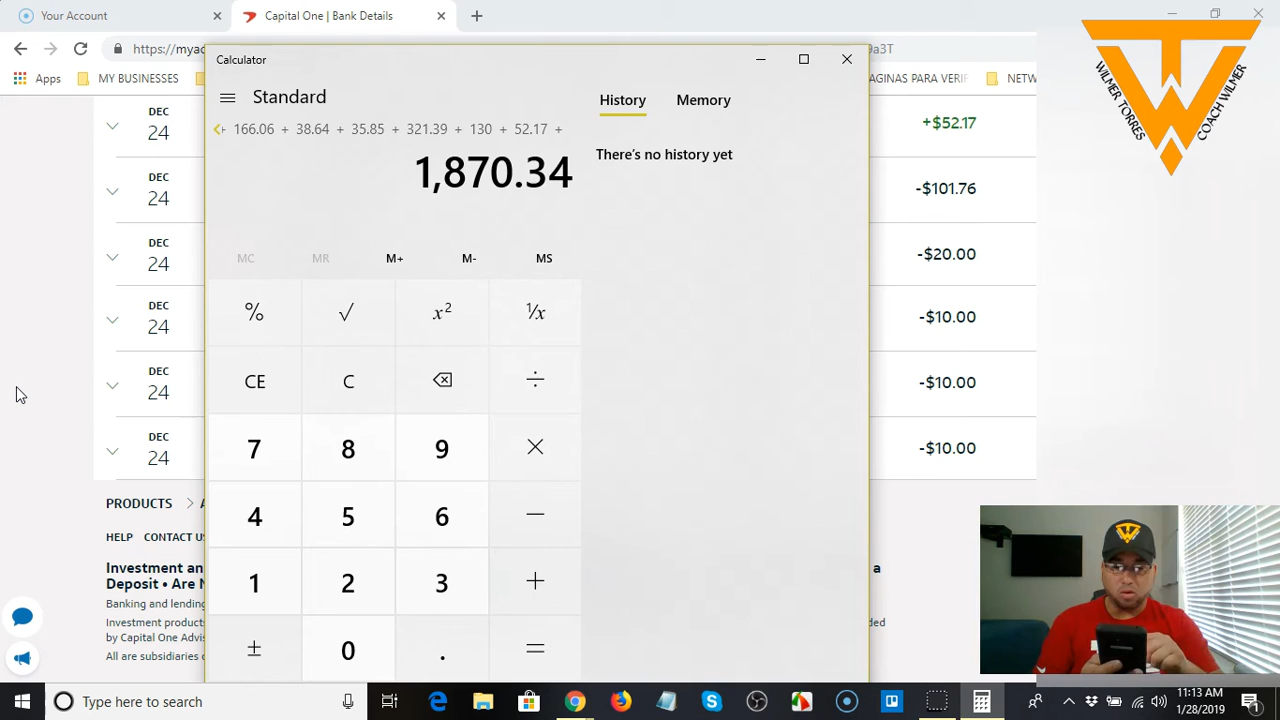 Your Account
Capital One | Bank Details
https://myac
9a3T
Apps
MY BUSINESSES
PAGINAS PARA VERIF
NETW
Calculator
Standard
History
Memory
166.06 + 38.64 + 35.85 + 321.39 + 130 + 52.17 +
There's no history yet
1,870.34
MC
MR
M+
M-
MS
%
√
x²
¹/x
CE
C
÷
7
8
9
×
4
5
6
−
1
2
3
+
±
0
.
=
DEC
24
+$52.17
DEC
24
-$101.76
DEC
24
-$20.00
DEC
24
-$10.00
DEC
24
-$10.00
DEC
24
-$10.00
PRODUCTS
HELP
CONTACT US
Investment an
a
Deposit • Are N
Banking and lending
Investment products
ded
Capital One Advis
All are subsidiaries
WILMER TORRES
COACH WILMER
Type here to search
11:13 AM
1/28/2019